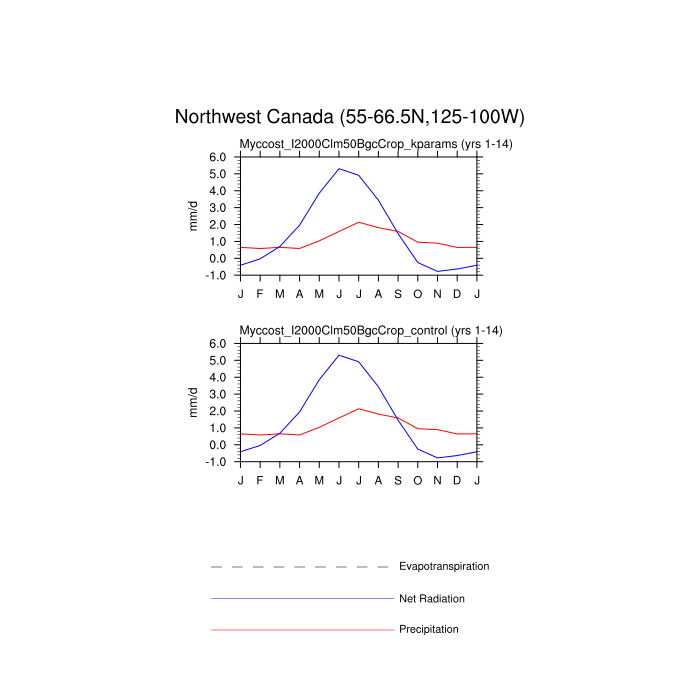 Northwest Canada (55-66.5N,125-100W)
Myccost_I2000Clm50BgcCrop_kparams (yrs 1-14)
6.0
5.0
4.0
3.0
2.0
1.0
0.0
-1.0
mm/d
J F M A M J J A S O N D J
Myccost_I2000Clm50BgcCrop_control (yrs 1-14)
6.0
5.0
4.0
3.0
2.0
1.0
0.0
-1.0
mm/d
J F M A M J J A S O N D J
Evapotranspiration
Net Radiation
Precipitation